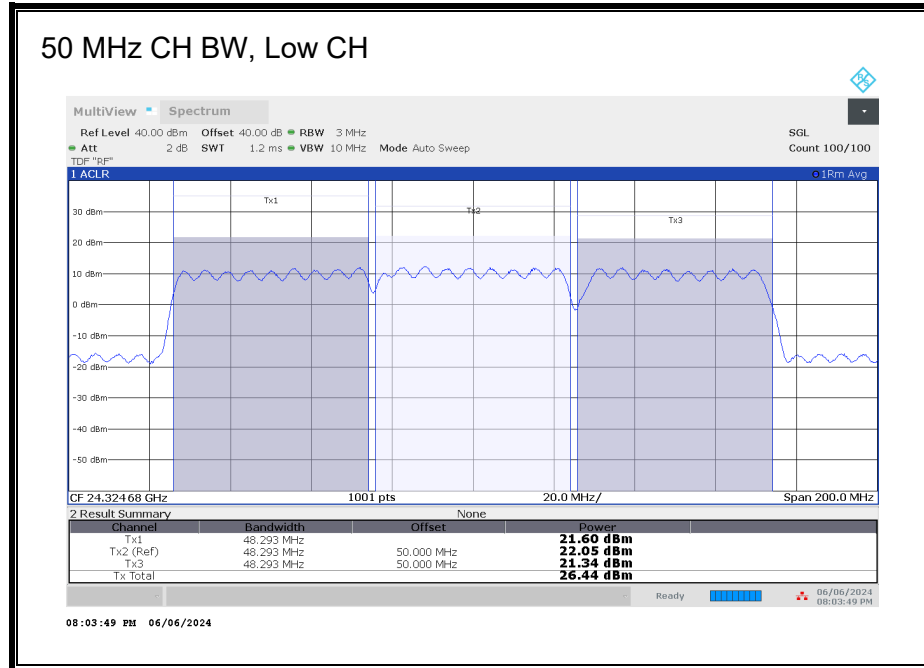 50 MHz CH BW, Low CH
R S
MultiView Spectrum
Ref Level 40.00 dBm Offset 40.00 dB RBW 3 MHz SGL
Att 2 dB SWT 1.2 ms VBW 10 MHz Mode Auto Sweep Count 100/100
TDF "RF"
1 ACLR 1Rm Avg
Tx1
Tx2
Tx3
30 dBm
20 dBm
10 dBm
0 dBm
-10 dBm
-20 dBm
-30 dBm
-40 dBm
-50 dBm
CF 24.32468 GHz 1001 pts 20.0 MHz/ Span 200.0 MHz
2 Result Summary None
Channel Bandwidth Offset Power
Tx1 48.293 MHz 21.60 dBm
Tx2 (Ref) 48.293 MHz 50.000 MHz 22.05 dBm
Tx3 48.293 MHz 50.000 MHz 21.34 dBm
Tx Total 26.44 dBm
Ready 06/06/2024
08:03:49 PM
08:03:49 PM 06/06/2024